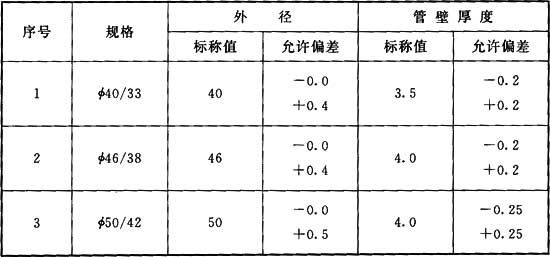 序号 规格 外径 管壁厚度
标称值 允许偏差 标称值 允许偏差
1 ϕ40/33 40 −0.0 +0.4 3.5 −0.2 +0.2
2 ϕ46/38 46 −0.0 +0.4 4.0 −0.2 +0.2
3 ϕ50/42 50 −0.0 +0.5 4.0 −0.25 +0.25